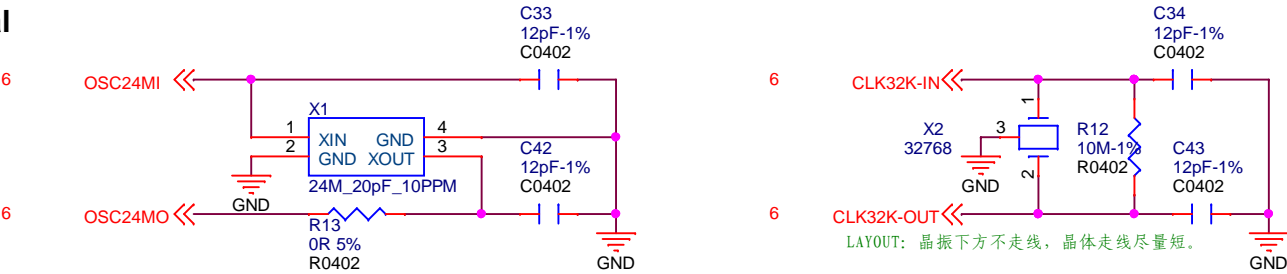 al
C33
12pF-1%
C0402
6
OSC24MI
X1
1
XIN
GND
4
2
GND
XOUT
3
24M_20pF_10PPM
GND
C42
12pF-1%
C0402
6
OSC24MO
R13
0R 5%
R0402
GND
C34
12pF-1%
C0402
6
CLK32K-IN
1
X2
32768
3
GND
2
R12
10M-1%
R0402
C43
12pF-1%
C0402
6
CLK32K-OUT
LAYOUT: 晶振下方不走线，晶体走线尽量短。
GND